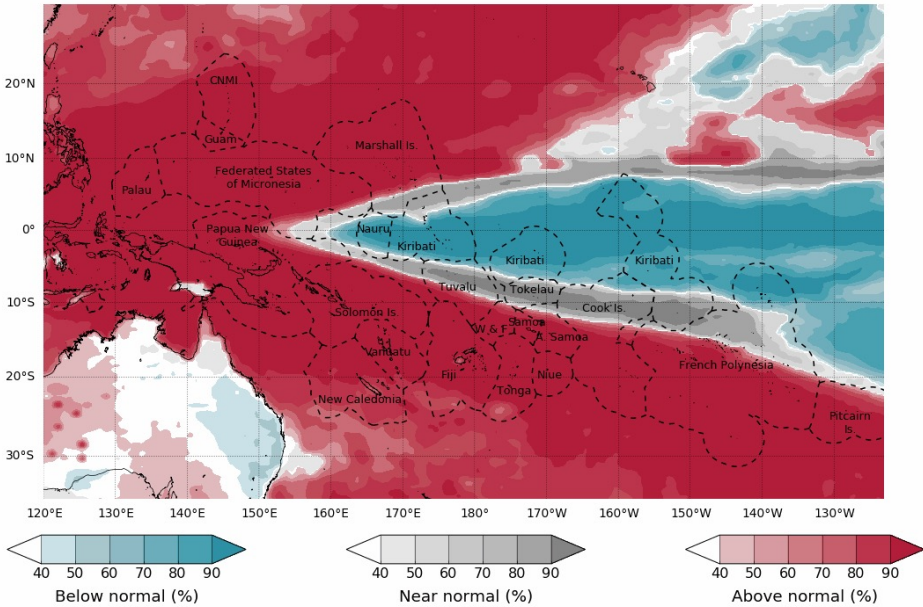 20°N
10°N
0°
10°S
20°S
30°S
CNMI
Guam
Marshall Is.
Palau
Federated States
of Micronesia
Papua New
Guinea
Nauru
Kiribati
Kiribati
Kiribati
Tuvalu
Tokelau
Cook Is.
Solomon Is.
W & F
Samoa
A. Samoa
Vanuatu
French Polynesia
Fiji
Niue
Tonga
New Caledonia
Pitcairn
Is.
120°E 130°E 140°E 150°E 160°E 170°E 180° 170°W 160°W 150°W 140°W 130°W
40 50 60 70 80 90
Below normal (%)
40 50 60 70 80 90
Near normal (%)
40 50 60 70 80 90
Above normal (%)